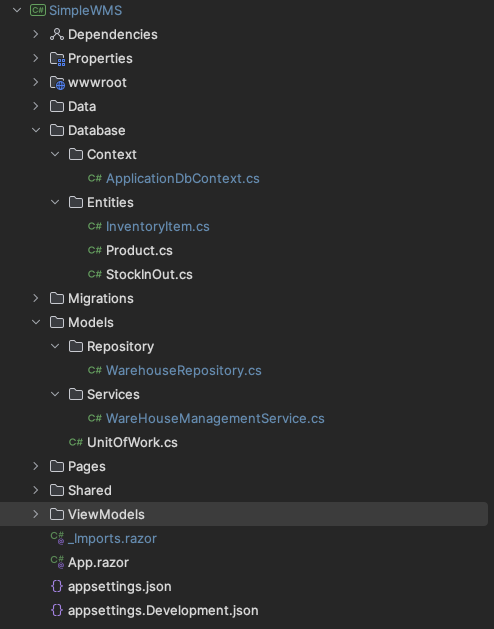 C# SimpleWMS
Dependencies
Properties
wwwroot
Data
Database
Context
C# ApplicationDbContext.cs
Entities
C# InventoryItem.cs
C# Product.cs
C# StockInOut.cs
Migrations
Models
Repository
C# WarehouseRepository.cs
Services
C# WareHouseManagementService.cs
C# UnitOfWork.cs
Pages
Shared
ViewModels
C# _Imports.razor
C# App.razor
{} appsettings.json
{} appsettings.Development.json